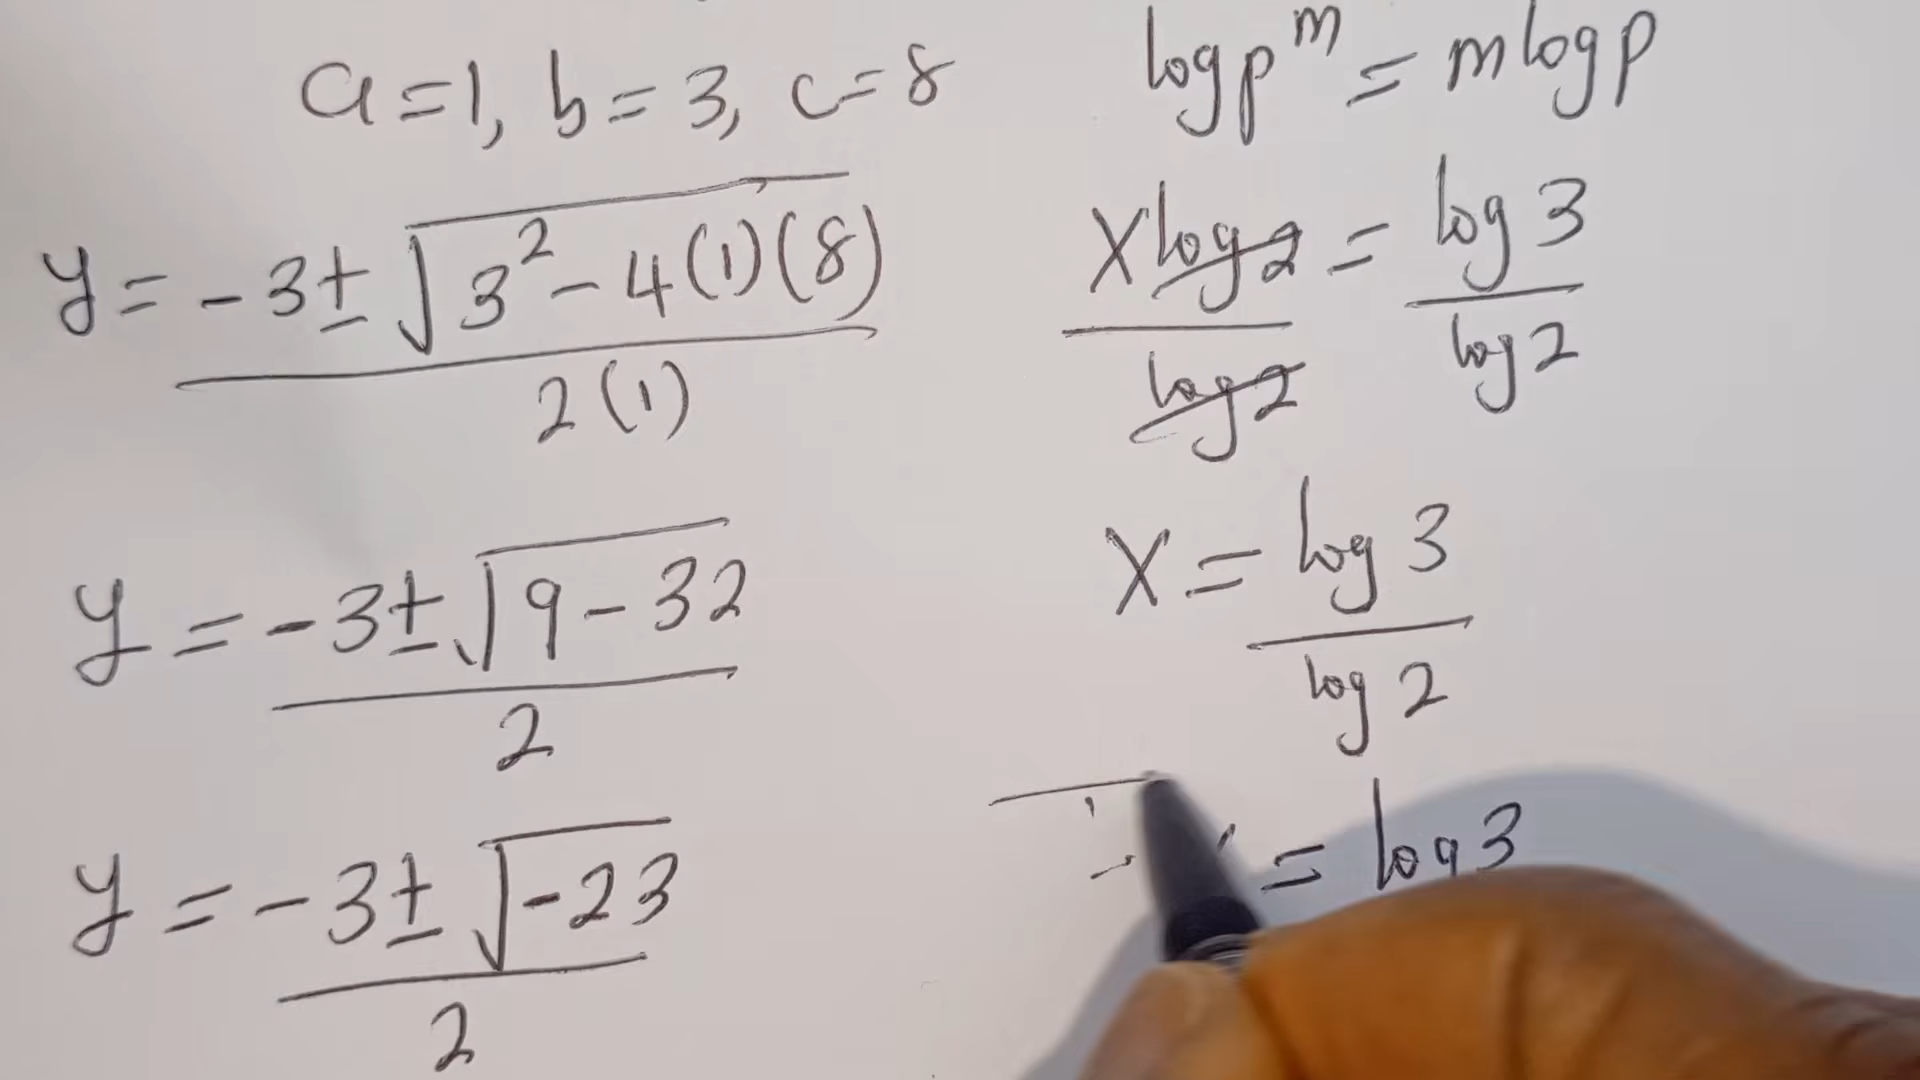 a=1, b=3, c=8
y = -3 ± √(3² - 4(1)(8)) / 2(1)
y = -3 ± √(9 - 32) / 2
y = -3 ± √(-23) / 2
log pᵐ = m log p
x log 2 / log 2 = log 3 / log 2
x = log 3 / log 2
= log 3